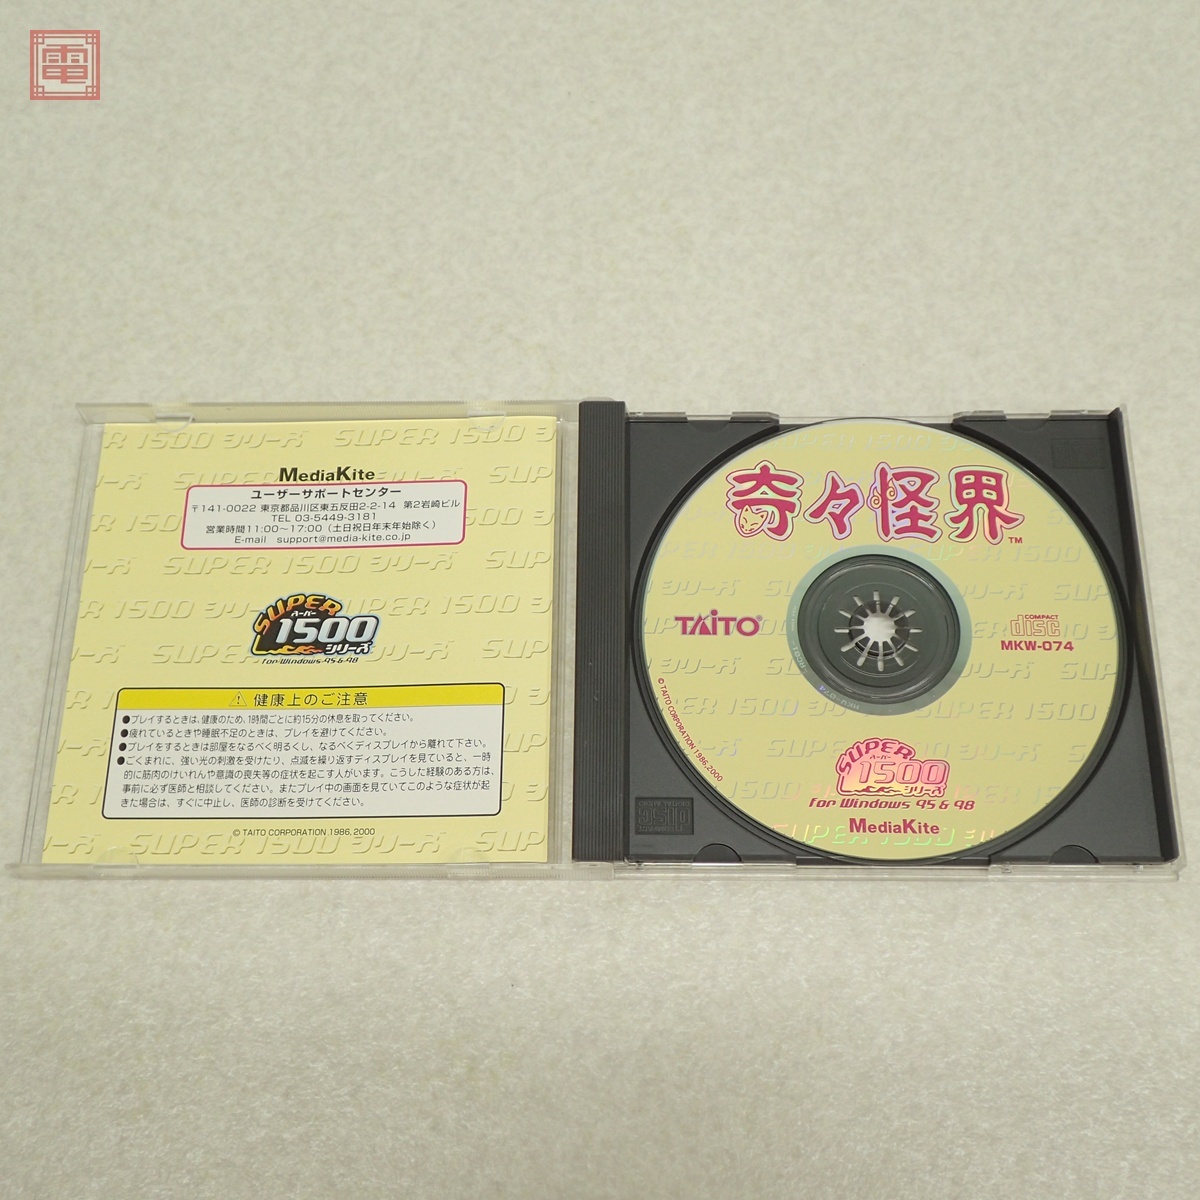 電
SUPER 1500 シリーズ
MediaKite
ユーザーサポートセンター
〒141-0022 東京都品川区東五反田2-2-14 第2岩崎ビル
TEL 03-5449-3181
営業時間11:00〜17:00（土日祝日年末年始除く）
E-mail support@media-kite.co.jp
SUPER
スーパー
1500
シリーズ
for Windows 95 & 98
健康上のご注意
●プレイするときは、健康のため、1時間ごとに約15分の休息を取ってください。
●疲れているときや睡眠不足のときは、プレイを避けてください。
●プレイをするときは部屋をなるべく明るくし、なるべくディスプレイから離れて下さい。
●ごくまれに、強い光の刺激を受けたり、点滅を繰り返すディスプレイを見ていると、一時
的に筋肉のけいれんや意識の喪失等の症状を起こす人がいます。こうした経験のある方は、
事前に必ず医師と相談してください。またプレイ中の画面を見ていてこのような症状が起
きた場合は、すぐに中止し、医師の診断を受けてください。
© TAITO CORPORATION 1986, 2000
奇々怪界™
TAITO®
COMPACT
disc
MKW-074
© TAITO CORPORATION 1986,2000
SUPER
スーパー
1500
シリーズ
for Windows 95 & 98
MediaKite